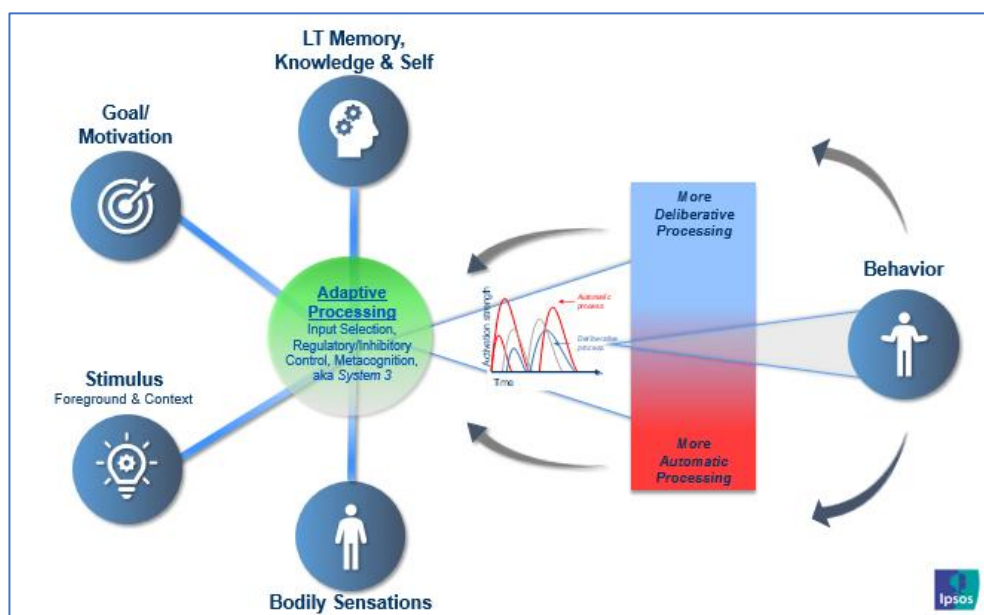 LT Memory,
Knowledge & Self
Goal/
Motivation
Stimulus
Foreground & Context
Adaptive
Processing
Input Selection,
Regulatory/Inhibitory
Control, Metacognition,
aka System 3
Bodily Sensations
Activation strength
Time
Automatic
process
Deliberative
process
More
Deliberative
Processing
More
Automatic
Processing
Behavior
Ipsos